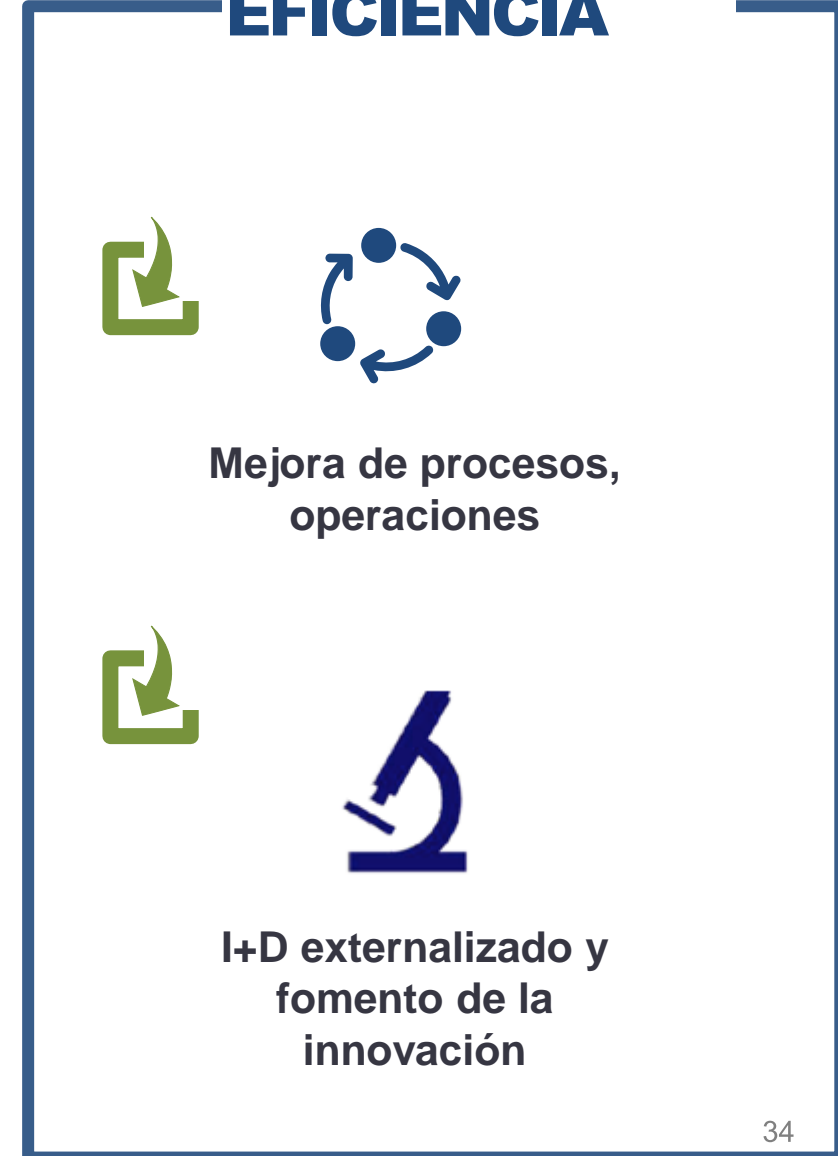 EFICIENCIA
Mejora de procesos,
operaciones
I+D externalizado y
fomento de la
innovación
34